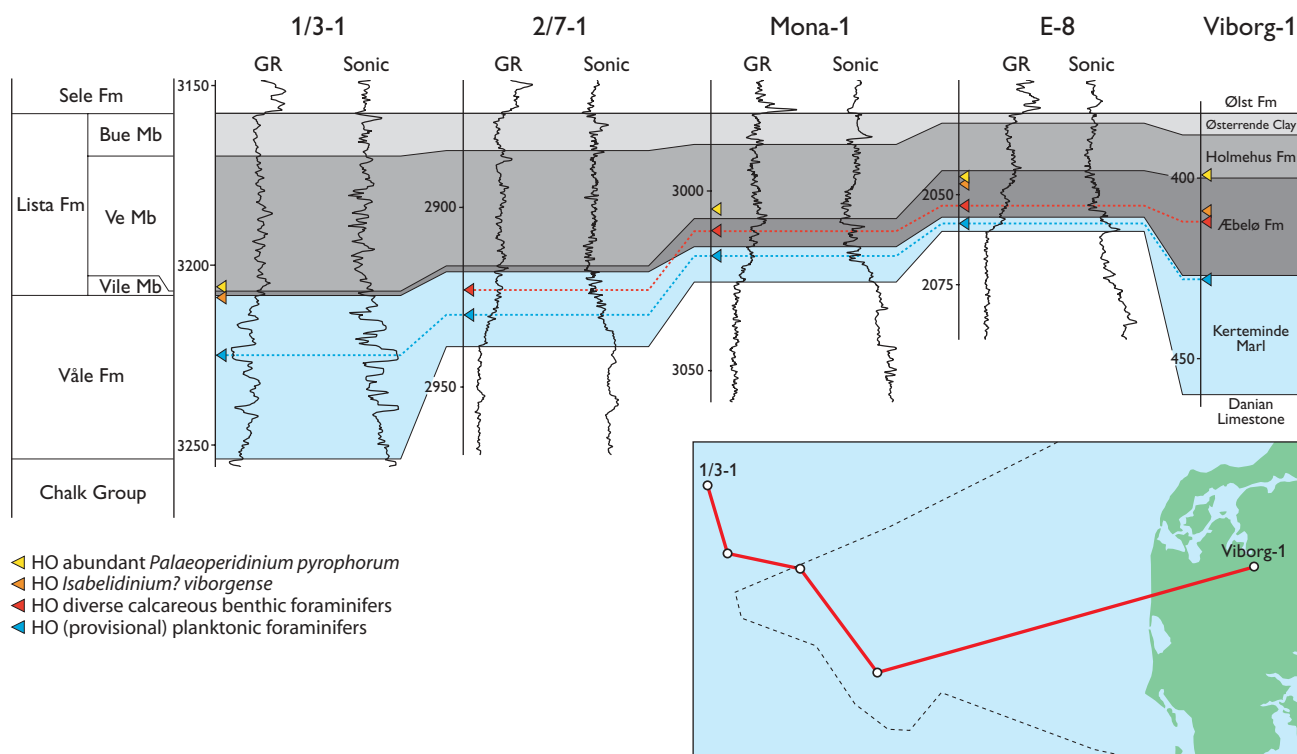 1/3-1
2/7-1
Mona-1
E-8
Viborg-1
GR
Sonic
GR
Sonic
GR
Sonic
GR
Sonic
Sele Fm
Lista Fm
Bue Mb
Ve Mb
Vile Mb
Våle Fm
Chalk Group
3150
3200
3250
2900
2950
3000
3050
2050
2075
400
450
Ølst Fm
Østerrende Clay
Holmehus Fm
Æbelø Fm
Kerteminde
Marl
Danian
Limestone
HO abundant Palaeoperidinium pyrophorum
HO Isabelidinium? viborgense
HO diverse calcareous benthic foraminifers
HO (provisional) planktonic foraminifers
1/3-1
Viborg-1